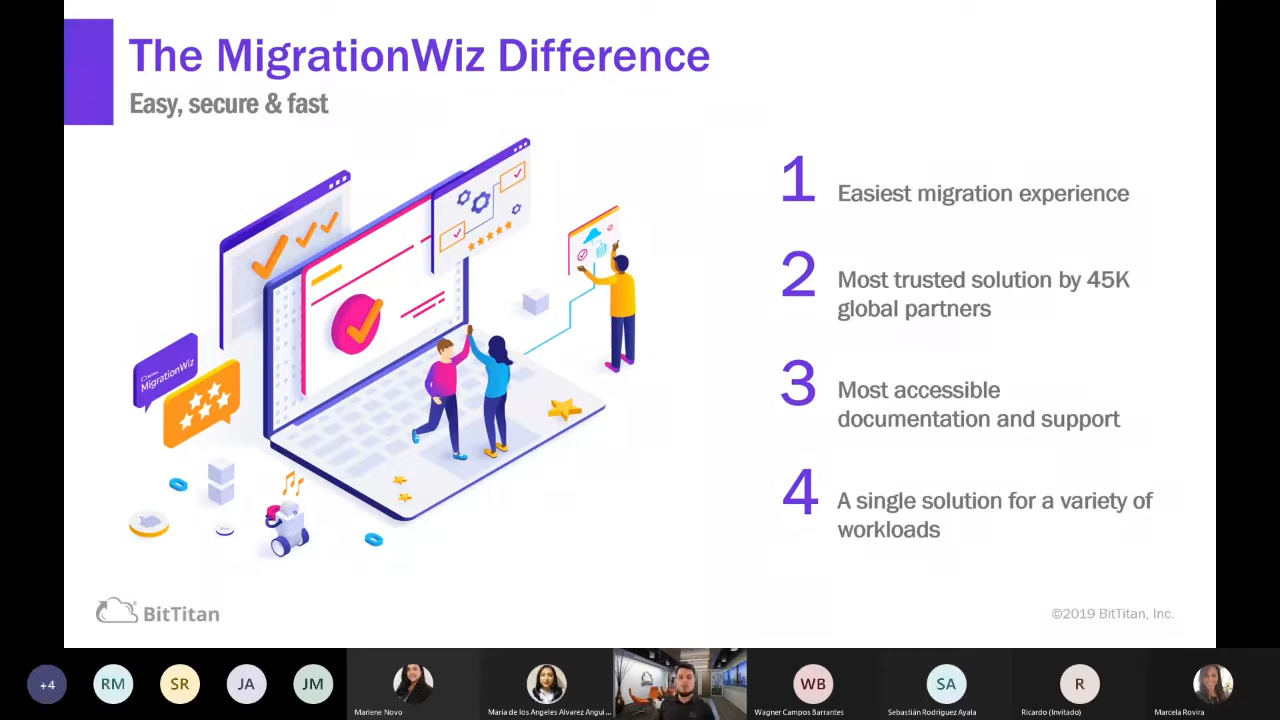 The MigrationWiz Difference
Easy, secure & fast
1
Easiest migration experience
2
Most trusted solution by 45K
global partners
3
Most accessible
documentation and support
4
A single solution for a variety of
workloads
MigrationWiz
BitTitan
©2019 BitTitan, Inc.
+4
RM
SR
JA
JM
Marlene Novo
Maria de los Angeles Alvarez Angui...
WB
Wagner Campos Barrantes
SA
Sebastián Rodríguez Ayala
R
Ricardo (Invitado)
Marcela Rovira